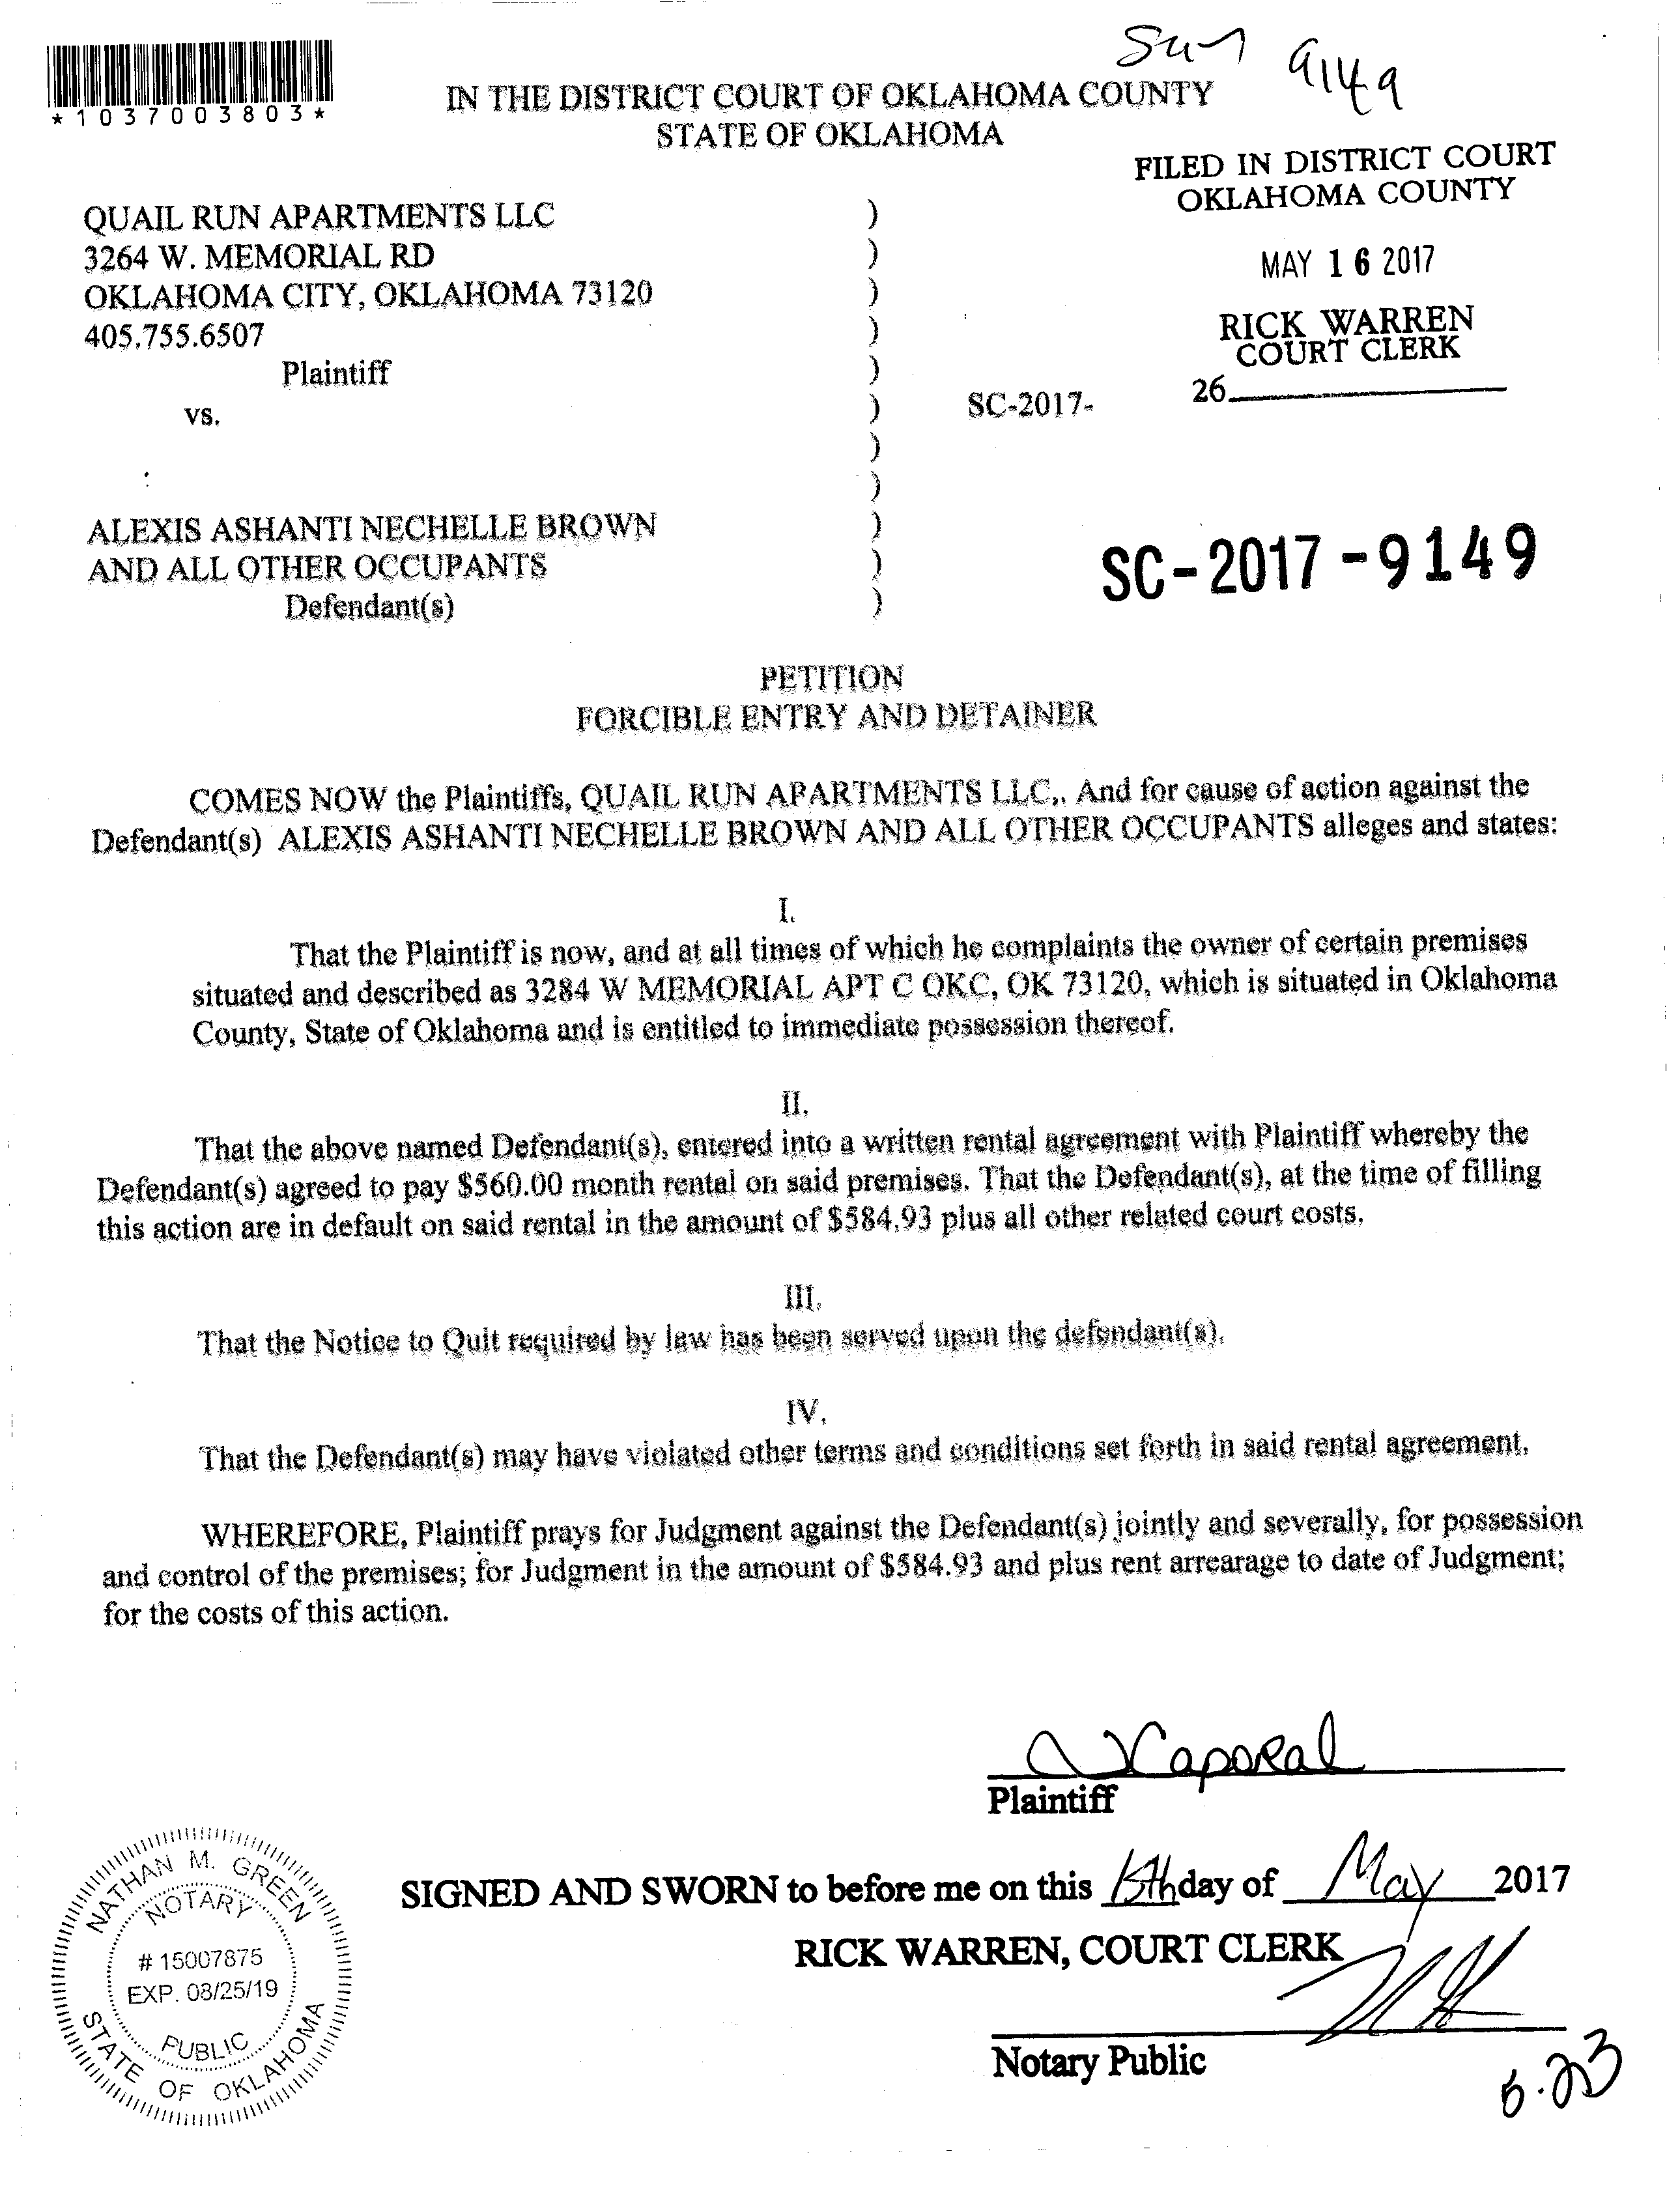 Sum 9149
*1037003803*
IN THE DISTRICT COURT OF OKLAHOMA COUNTY
STATE OF OKLAHOMA
FILED IN DISTRICT COURT
OKLAHOMA COUNTY
MAY 16 2017
RICK WARREN
COURT CLERK
26
QUAIL RUN APARTMENTS LLC )
3264 W. MEMORIAL RD )
OKLAHOMA CITY, OKLAHOMA 73120 )
405.755.6507 )
Plaintiff )
vs. ) SC-2017-
)
)
ALEXIS ASHANTI NECHELLE BROWN )
AND ALL OTHER OCCUPANTS )
Defendant(s) )
SC-2017-9149
PETITION
FORCIBLE ENTRY AND DETAINER
COMES NOW the Plaintiffs, QUAIL RUN APARTMENTS LLC,. And for cause of action against the
Defendant(s) ALEXIS ASHANTI NECHELLE BROWN AND ALL OTHER OCCUPANTS alleges and states:
I.
That the Plaintiff is now, and at all times of which he complaints the owner of certain premises
situated and described as 3284 W MEMORIAL APT C OKC, OK 73120, which is situated in Oklahoma
County, State of Oklahoma and is entitled to immediate possession thereof.
II.
That the above named Defendant(s), entered into a written rental agreement with Plaintiff whereby the
Defendant(s) agreed to pay $560.00 month rental on said premises. That the Defendant(s), at the time of filling
this action are in default on said rental in the amount of $584.93 plus all other related court costs.
III.
That the Notice to Quit required by law has been served upon the defendant(s).
IV.
That the Defendant(s) may have violated other terms and conditions set forth in said rental agreement.
WHEREFORE, Plaintiff prays for Judgment against the Defendant(s) jointly and severally, for possession
and control of the premises; for Judgment in the amount of $584.93 and plus rent arrearage to date of Judgment;
for the costs of this action.
Caporal
Plaintiff
SIGNED AND SWORN to before me on this 15th day of May 2017
RICK WARREN, COURT CLERK
Notary Public
5.23
NATHAN M. GREEN
NOTARY
# 15007875
EXP. 08/25/19
PUBLIC
STATE OF OKLAHOMA